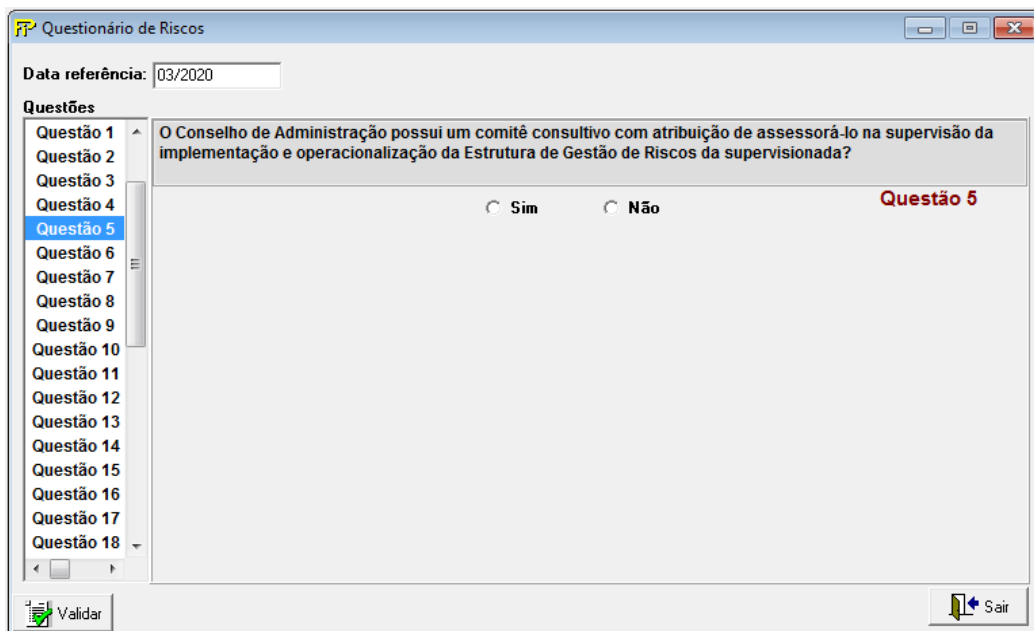 FIP Questionário de Riscos
Data referência: 03/2020
Questões
Questão 1
Questão 2
Questão 3
Questão 4
Questão 5
Questão 6
Questão 7
Questão 8
Questão 9
Questão 10
Questão 11
Questão 12
Questão 13
Questão 14
Questão 15
Questão 16
Questão 17
Questão 18
O Conselho de Administração possui um comitê consultivo com atribuição de assessorá-lo na supervisão da
implementação e operacionalização da Estrutura de Gestão de Riscos da supervisionada?
Questão 5
Sim Não
Validar
Sair